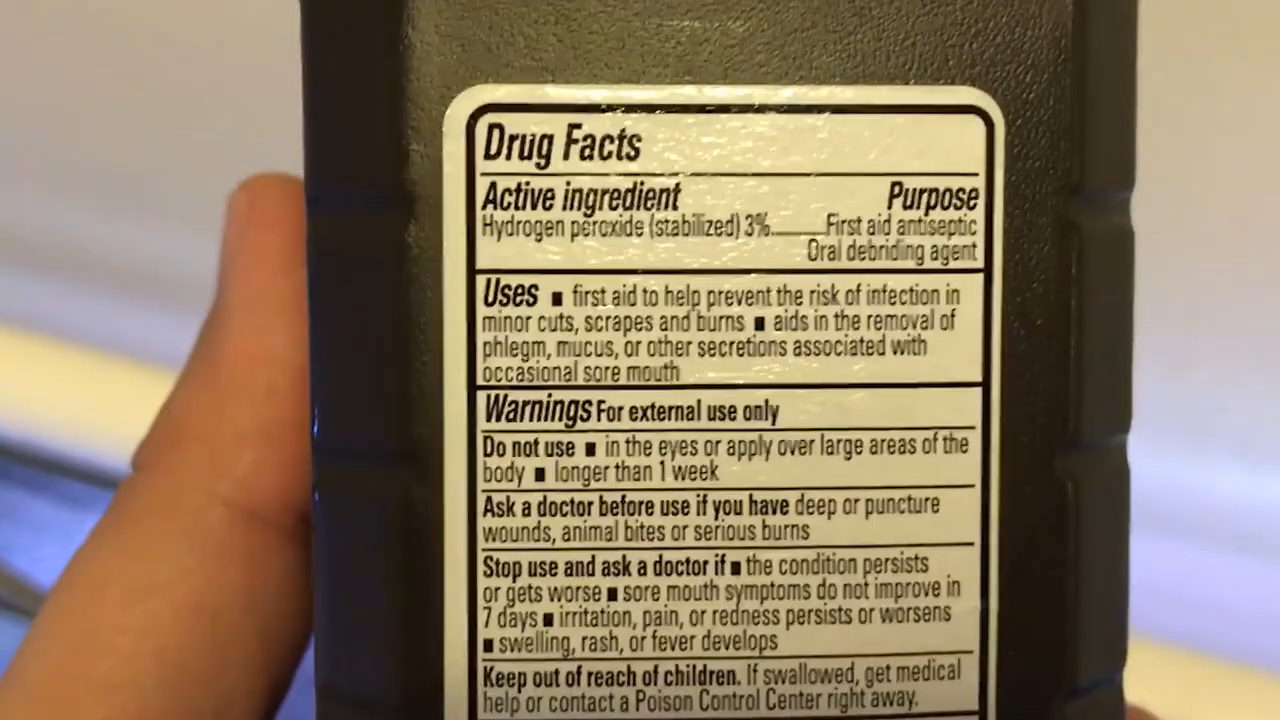 Drug Facts
Active ingredient Purpose
Hydrogen peroxide (stabilized) 3%..........First aid antiseptic
Oral debriding agent
Uses ■ first aid to help prevent the risk of infection in
minor cuts, scrapes and burns ■ aids in the removal of
phlegm, mucus, or other secretions associated with
occasional sore mouth
Warnings For external use only
Do not use ■ in the eyes or apply over large areas of the
body ■ longer than 1 week
Ask a doctor before use if you have deep or puncture
wounds, animal bites or serious burns
Stop use and ask a doctor if ■ the condition persists
or gets worse ■ sore mouth symptoms do not improve in
7 days ■ irritation, pain, or redness persists or worsens
■ swelling, rash, or fever develops
Keep out of reach of children. If swallowed, get medical
help or contact a Poison Control Center right away.